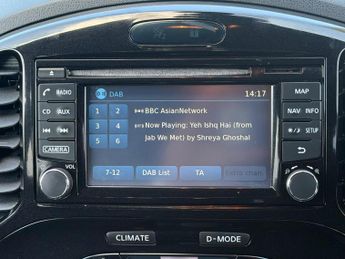 DAB 14:17
RADIO
MAP
CD AUX
NAV INFO
SETUP
CAMERA
VOL
1 2
3 4
5 6
BBC AsianNetwork
Now Playing: Yeh Ishq Hai (from
Jab We Met) by Shreya Ghoshal
7-12 DAB List TA Extra chan
CLIMATE D-MODE